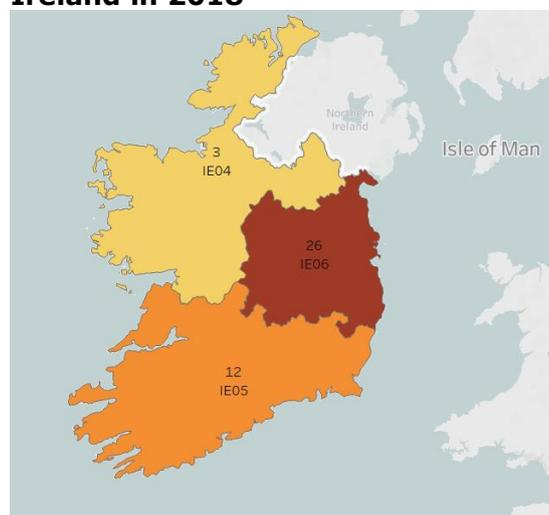 Ireland in 2018
Northern
Ireland
Isle of Man
3
IE04
26
IE06
12
IE05